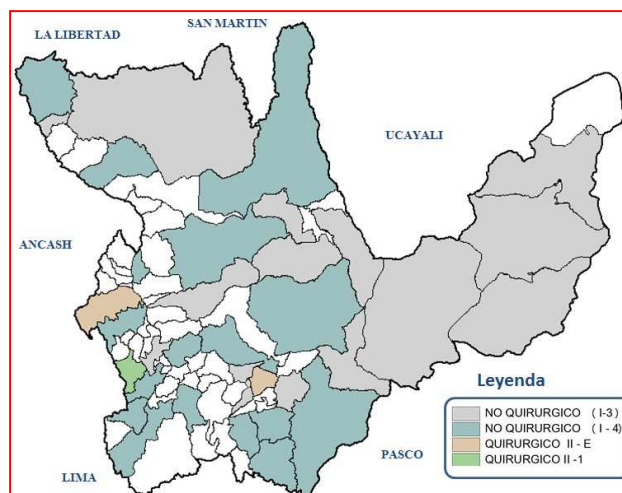 SAN MARTIN
LA LIBERTAD
UCAYALI
ANCASH
Leyenda
NO QUIRURGICO ( I-3)
NO QUIRURGICO ( I - 4)
QUIRURGICO II - E
QUIRURGICO II -1
PASCO
LIMA